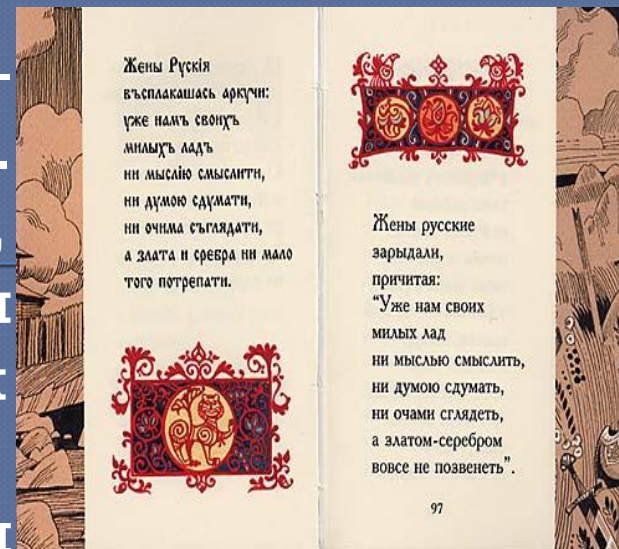 Жены Рускія
въсплакашась аркучи:
уже намъ своихъ
милыхъ ладъ
ни мыслію смыслити,
ни думою сдумати,
ни очима съглядати,
а злата и сребра ни мало
того потрепати.
Жены русские
зарыдали,
причитая:
"Уже нам своих
милых лад
ни мыслью смыслить,
ни думою сдумать,
ни очами сглядеть,
а златом-серебром
вовсе не позвенеть".
97